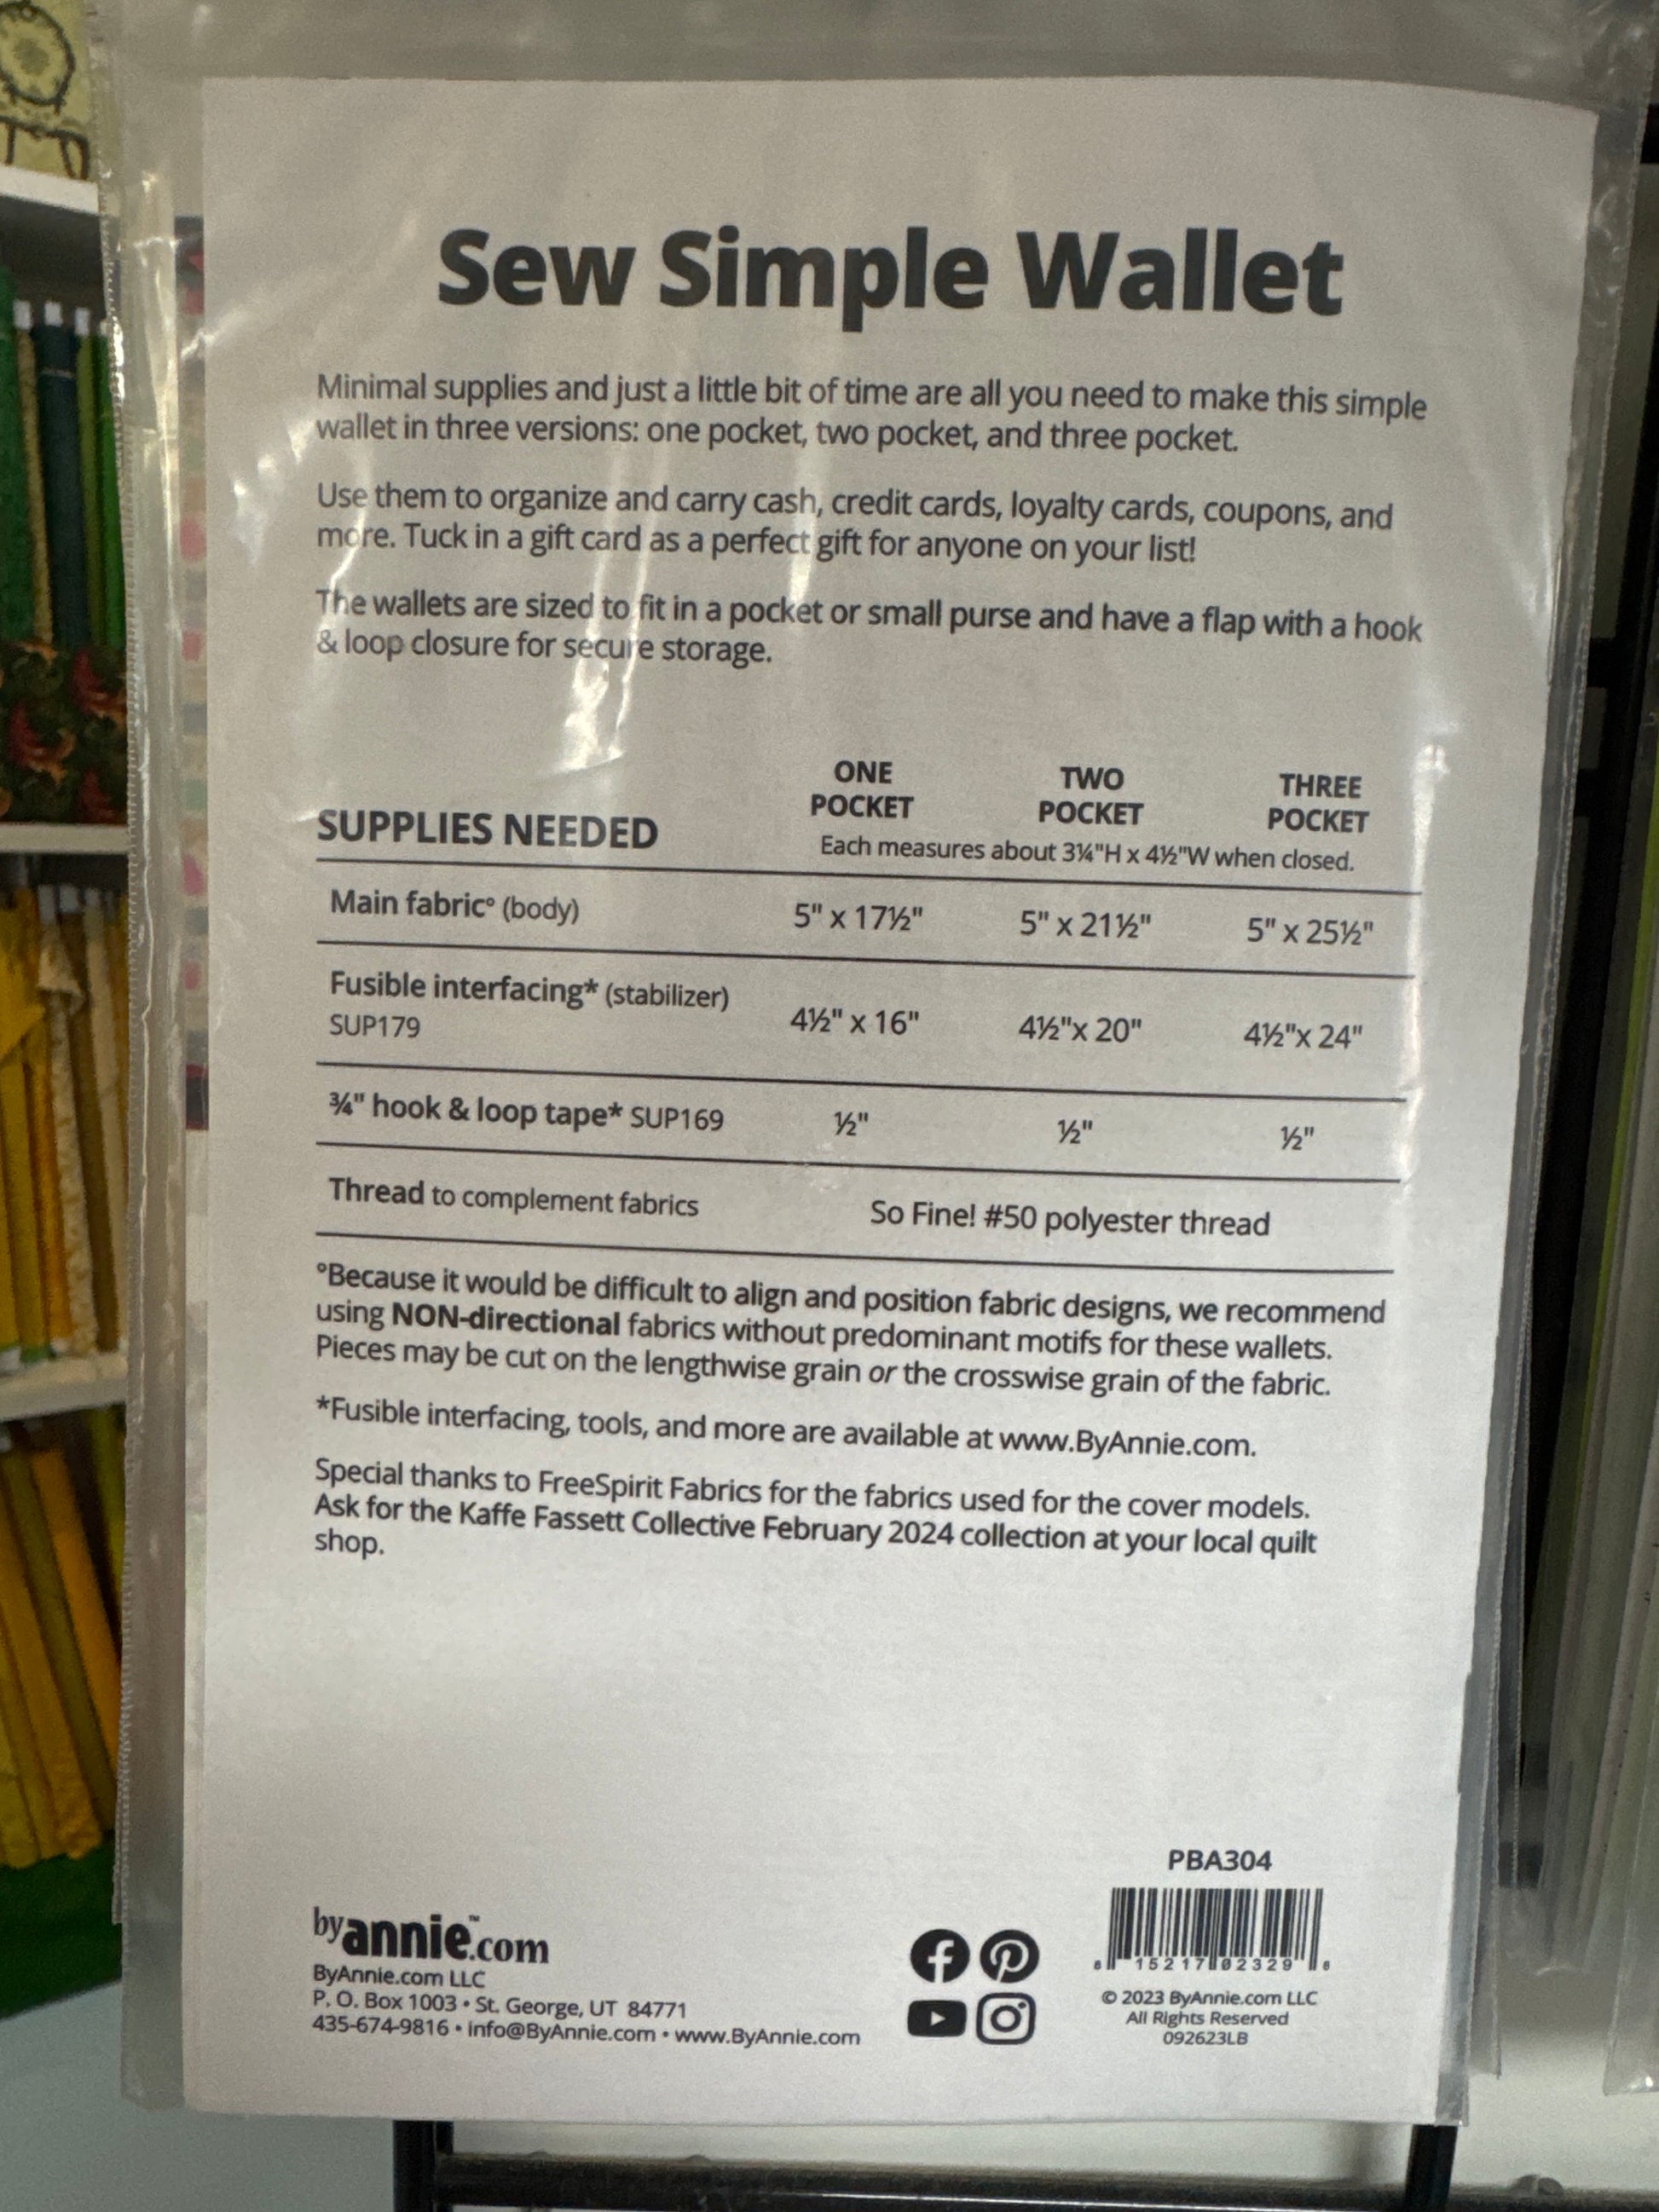 Sew Simple Wallet
Minimal supplies and just a little bit of time are all you need to make this simple
wallet in three versions: one pocket, two pocket, and three pocket.
Use them to organize and carry cash, credit cards, loyalty cards, coupons, and
more. Tuck in a gift card as a perfect gift for anyone on your list!
The wallets are sized to fit in a pocket or small purse and have a flap with a hook
& loop closure for secure storage.
SUPPLIES NEEDED
ONE POCKET
TWO POCKET
THREE POCKET
Each measures about 3¼"H x 4½"W when closed.
Main fabric° (body) 5" x 17½" 5" x 21½" 5" x 25½"
Fusible interfacing* (stabilizer)
SUP179
4½" x 16" 4½"x 20" 4½"x 24"
¾" hook & loop tape* SUP169 ½" ½" ½"
Thread to complement fabrics So Fine! #50 polyester thread
°Because it would be difficult to align and position fabric designs, we recommend
using NON-directional fabrics without predominant motifs for these wallets.
Pieces may be cut on the lengthwise grain or the crosswise grain of the fabric.
*Fusible interfacing, tools, and more are available at www.ByAnnie.com.
Special thanks to FreeSpirit Fabrics for the fabrics used for the cover models.
Ask for the Kaffe Fassett Collective February 2024 collection at your local quilt
shop.
byannie.com™
ByAnnie.com LLC
P. O. Box 1003 • St. George, UT 84771
435-674-9816 • info@ByAnnie.com • www.ByAnnie.com
PBA304
15217 02329 6
© 2023 ByAnnie.com LLC
All Rights Reserved
092623LB